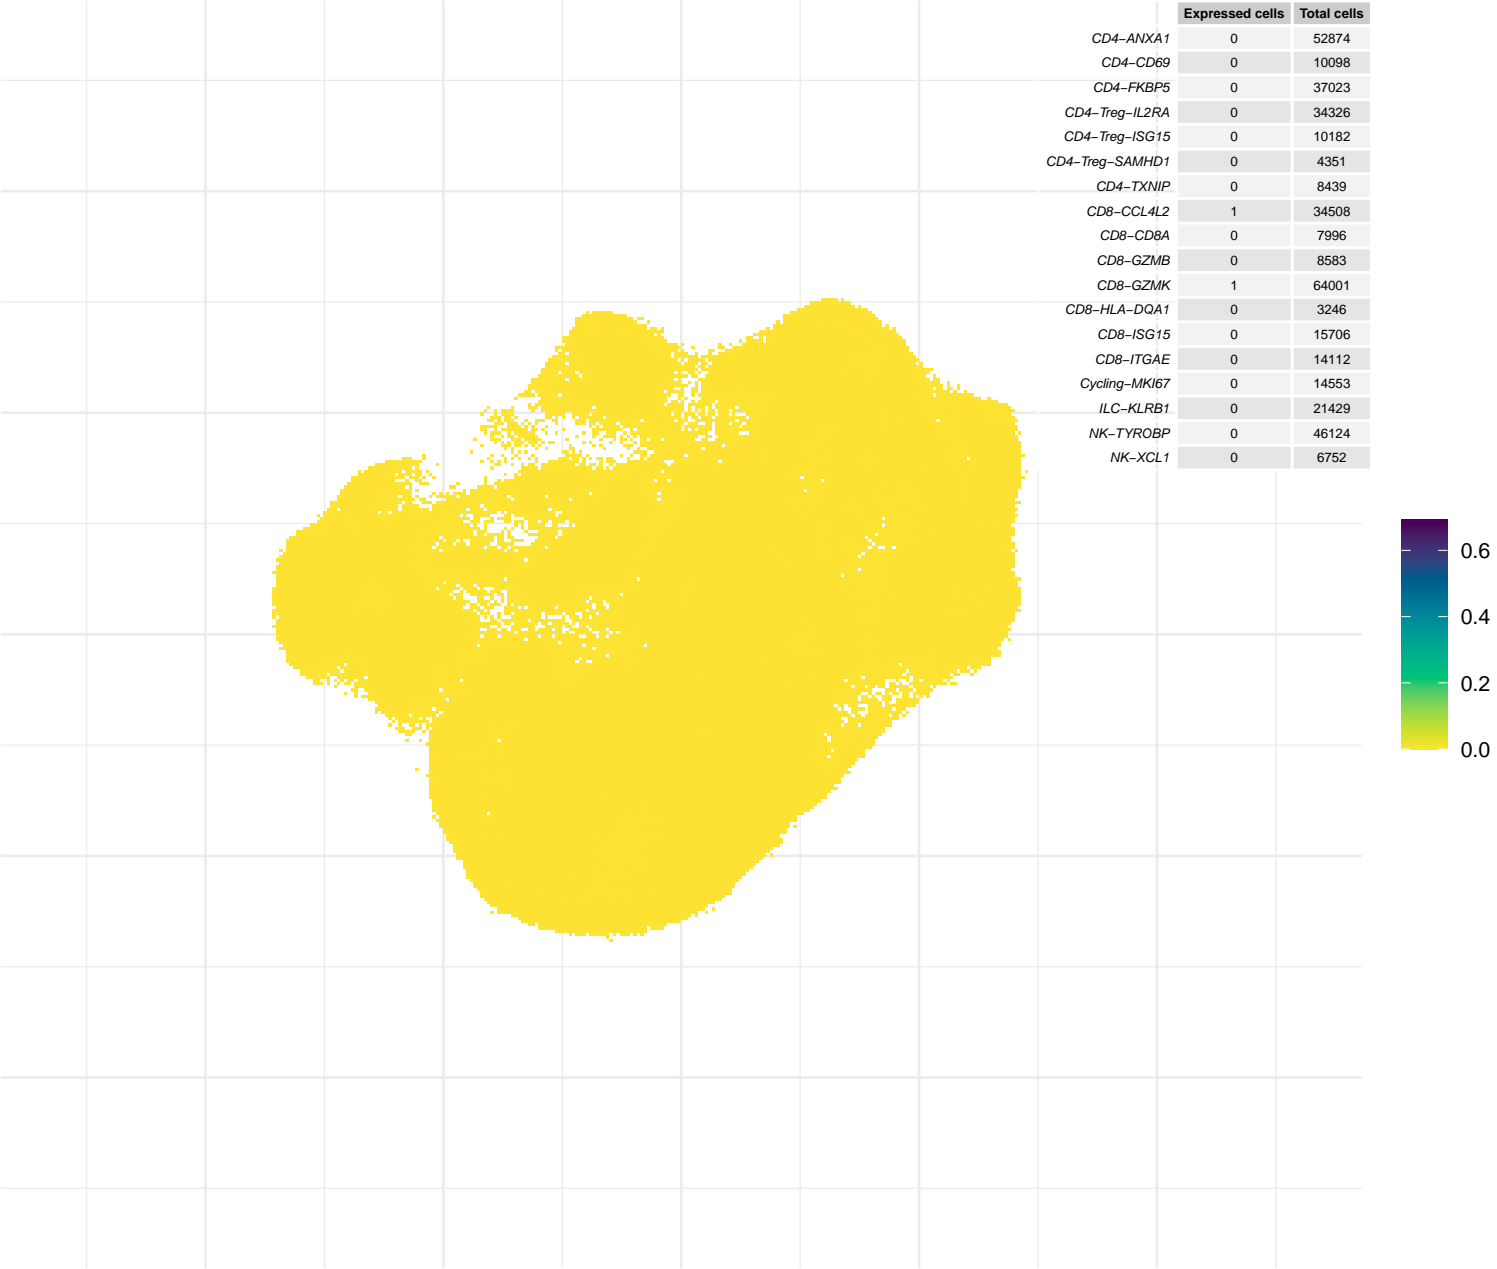 Expressed cells Total cells
CD4−ANXA1 0 52874
CD4−CD69 0 10098
CD4−FKBP5 0 37023
CD4−Treg−IL2RA 0 34326
CD4−Treg−ISG15 0 10182
CD4−Treg−SAMHD1 0 4351
CD4−TXNIP 0 8439
CD8−CCL4L2 1 34508
CD8−CD8A 0 7996
CD8−GZMB 0 8583
CD8−GZMK 1 64001
CD8−HLA−DQA1 0 3246
CD8−ISG15 0 15706
CD8−ITGAE 0 14112
Cycling−MKI67 0 14553
ILC−KLRB1 0 21429
NK−TYROBP 0 46124
NK−XCL1 0 6752
0.6
0.4
0.2
0.0